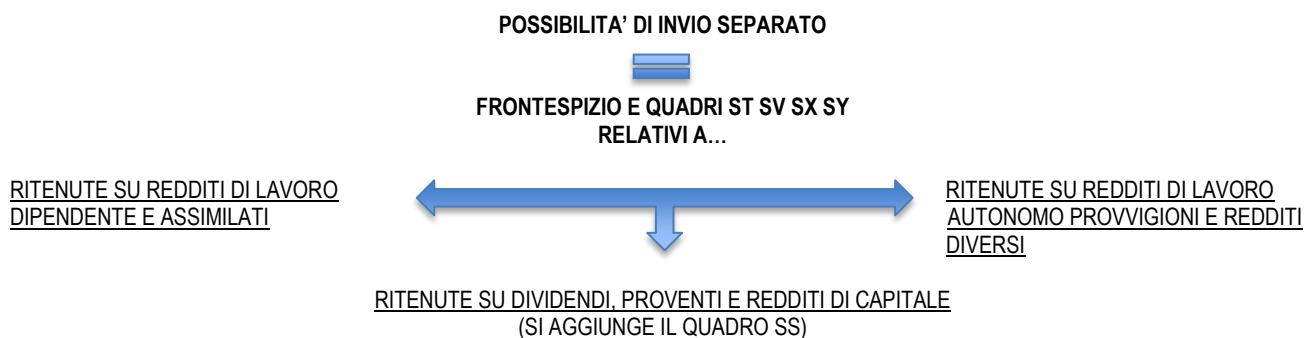 POSSIBILITA' DI INVIO SEPARATO
FRONTESPIZIO E QUADRI ST SV SX SY
RELATIVI A…
RITENUTE SU REDDITI DI LAVORO
DIPENDENTE E ASSIMILATI
RITENUTE SU REDDITI DI LAVORO
AUTONOMO PROVVIGIONI E REDDITI
DIVERSI
RITENUTE SU DIVIDENDI, PROVENTI E REDDITI DI CAPITALE
(SI AGGIUNGE IL QUADRO SS)